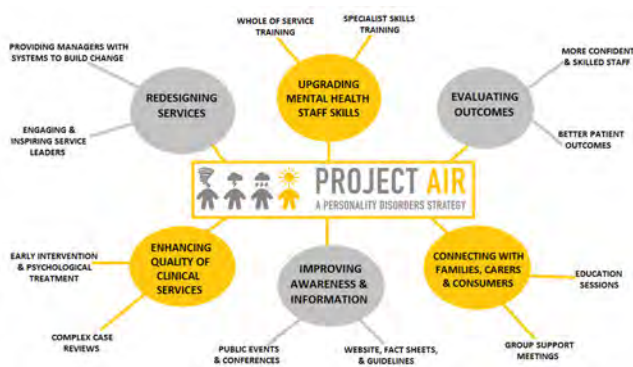 WHOLE OF SERVICE
TRAINING
SPECIALIST SKILLS
TRAINING
PROVIDING MANAGERS WITH
SYSTEMS TO BUILD CHANGE
MORE CONFIDENT
& SKILLED STAFF
REDESIGNING
SERVICES
UPGRADING
MENTAL HEALTH
STAFF SKILLS
EVALUATING
OUTCOMES
ENGAGING &
INSPIRING SERVICE
LEADERS
BETTER PATIENT
OUTCOMES
PROJECT AIR
A PERSONALITY DISORDERS STRATEGY
EARLY INTERVENTION
& PSYCHOLOGICAL
TREATMENT
ENHANCING
QUALITY OF
CLINICAL
SERVICES
IMPROVING
AWARENESS &
INFORMATION
CONNECTING WITH
FAMILIES, CARERS
& CONSUMERS
EDUCATION
SESSIONS
COMPLEX CASE
REVIEWS
PUBLIC EVENTS
& CONFERENCES
WEBSITE, FACT SHEETS,
& GUIDELINES
GROUP SUPPORT
MEETINGS